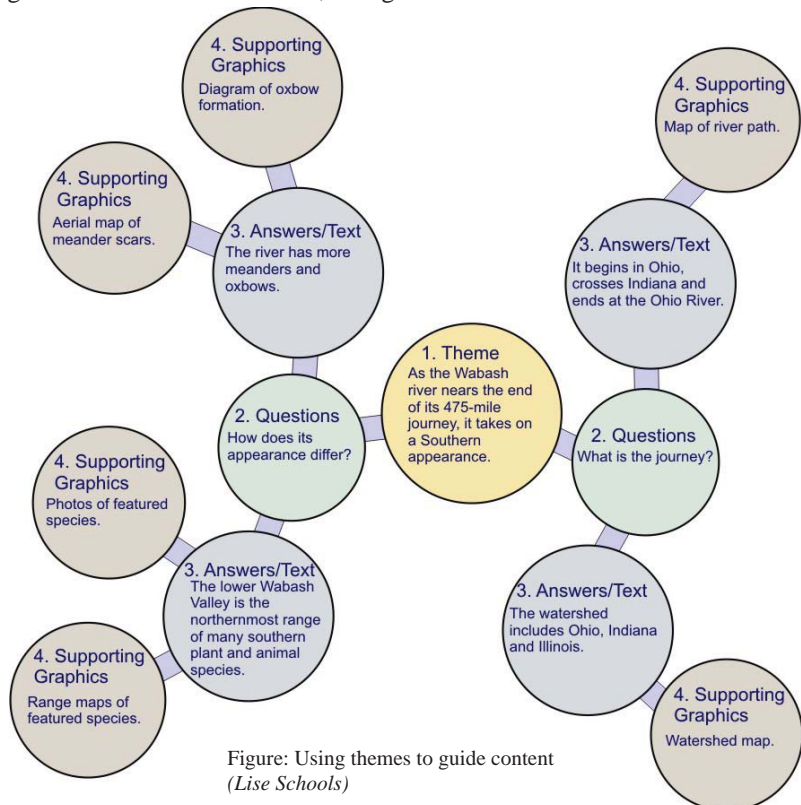 4. Supporting
Graphics
Diagram of oxbow
formation.
4. Supporting
Graphics
Aerial map of
meander scars.
3. Answers/Text
The river has more
meanders and
oxbows.
2. Questions
How does its
appearance differ?
4. Supporting
Graphics
Photos of featured
species.
3. Answers/Text
The lower Wabash
Valley is the
northernmost range
of many southern
plant and animal
species.
4. Supporting
Graphics
Range maps of
featured species.
1. Theme
As the Wabash
river nears the end
of its 475-mile
journey, it takes on
a Southern
appearance.
4. Supporting
Graphics
Map of river path.
3. Answers/Text
It begins in Ohio,
crosses Indiana and
ends at the Ohio River.
2. Questions
What is the journey?
3. Answers/Text
The watershed
includes Ohio, Indiana
and Illinois.
4. Supporting
Graphics
Watershed map.
Figure: Using themes to guide content
(Lise Schools)